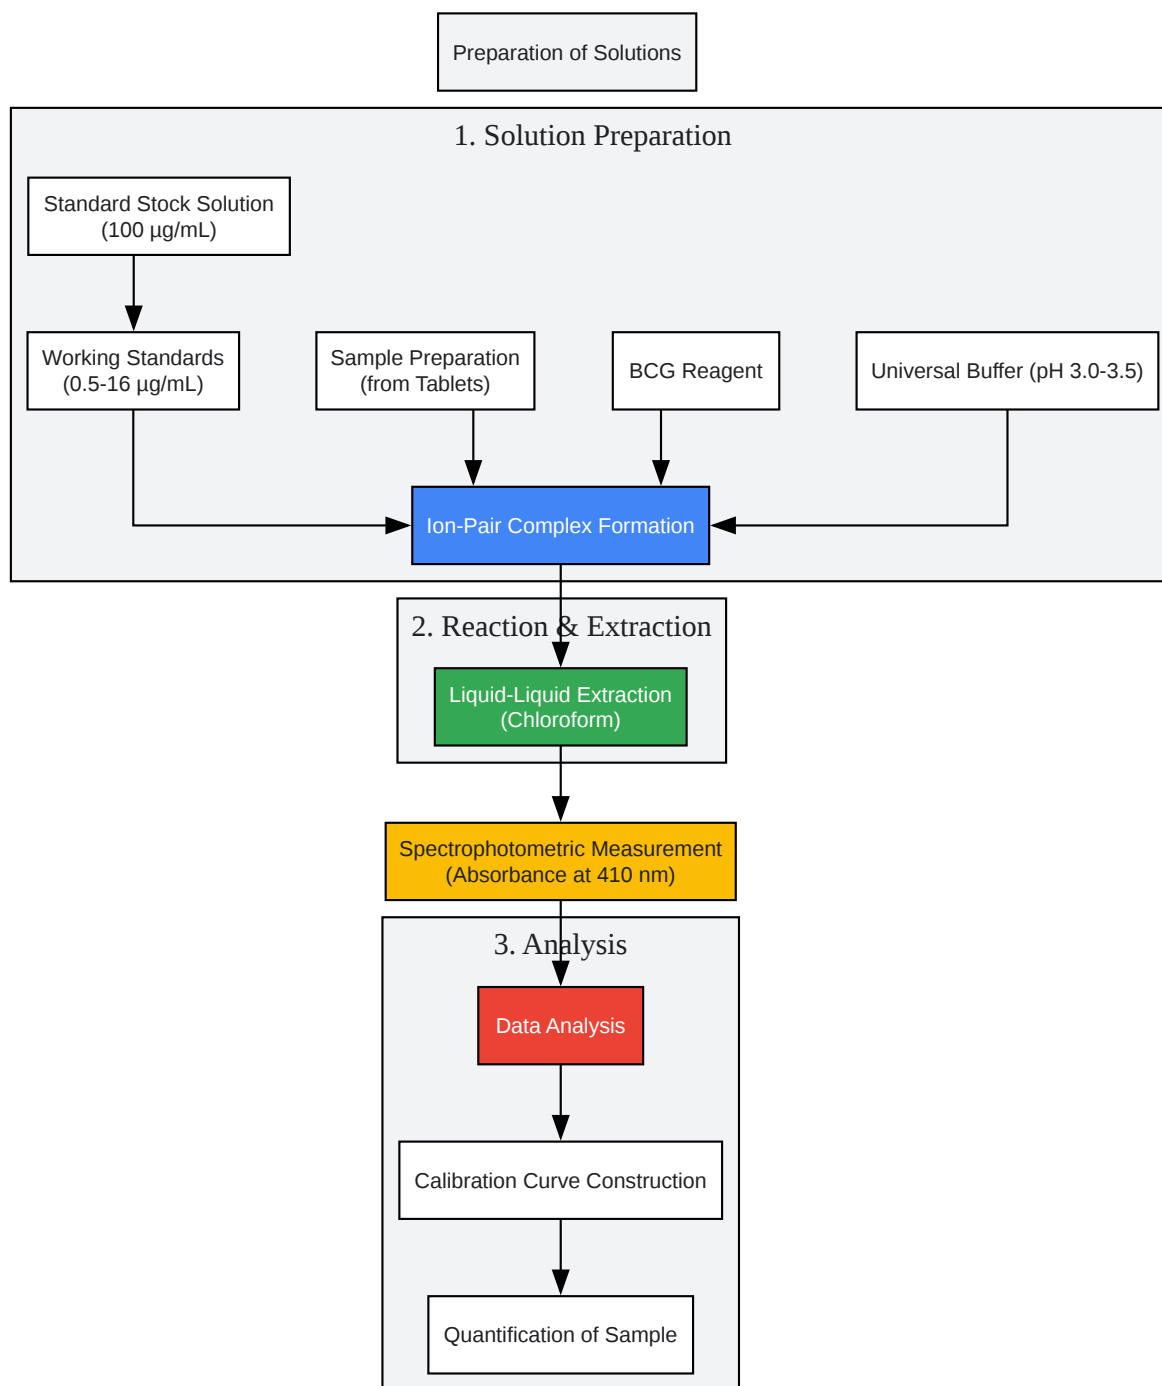 Preparation of Solutions
1. Solution Preparation
Standard Stock Solution
(100 µg/mL)
Working Standards
(0.5-16 µg/mL)
Sample Preparation
(from Tablets)
BCG Reagent
Universal Buffer (pH 3.0-3.5)
Ion-Pair Complex Formation
2. Reaction & Extraction
Liquid-Liquid Extraction
(Chloroform)
Spectrophotometric Measurement
(Absorbance at 410 nm)
3. Analysis
Data Analysis
Calibration Curve Construction
Quantification of Sample